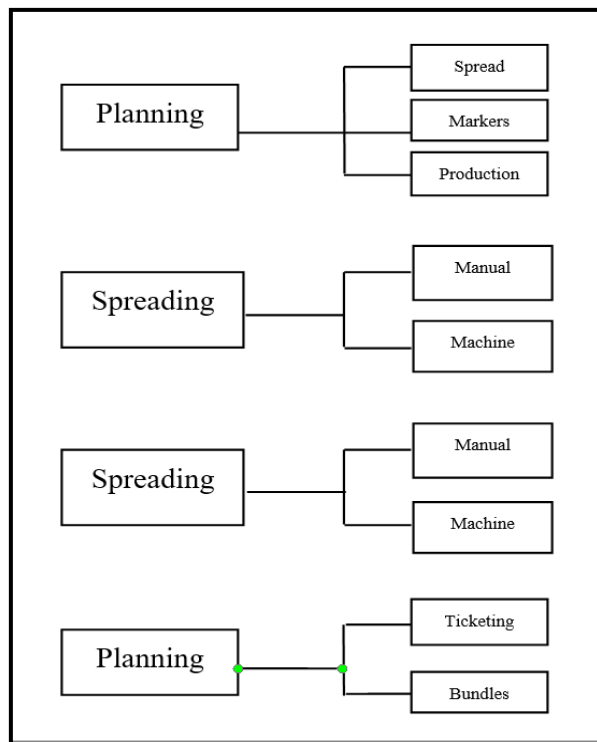 Planning
Spread
Markers
Production
Spreading
Manual
Machine
Spreading
Manual
Machine
Planning
Ticketing
Bundles